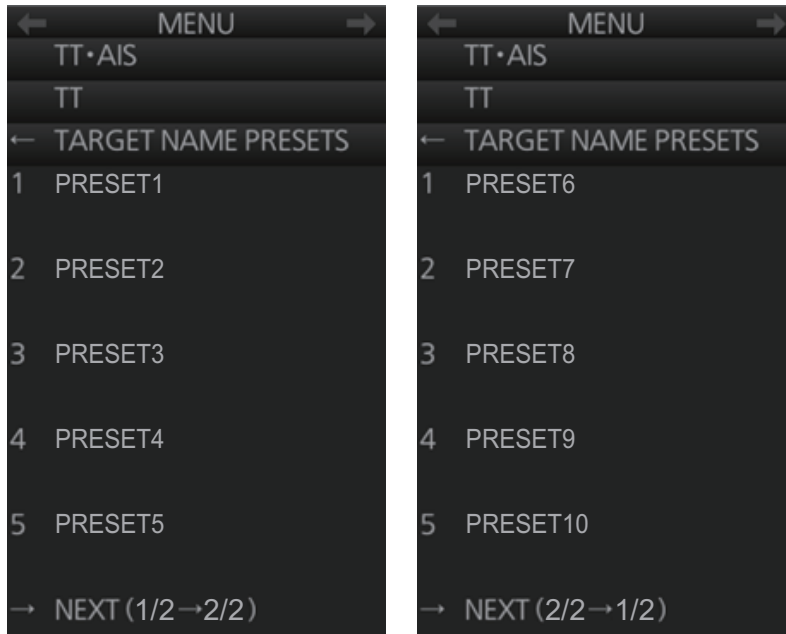 ← MENU →
TT•AIS
TT
← TARGET NAME PRESETS
1 PRESET1
2 PRESET2
3 PRESET3
4 PRESET4
5 PRESET5
→ NEXT (1/2→2/2)
← MENU →
TT•AIS
TT
← TARGET NAME PRESETS
1 PRESET6
2 PRESET7
3 PRESET8
4 PRESET9
5 PRESET10
→ NEXT (2/2→1/2)